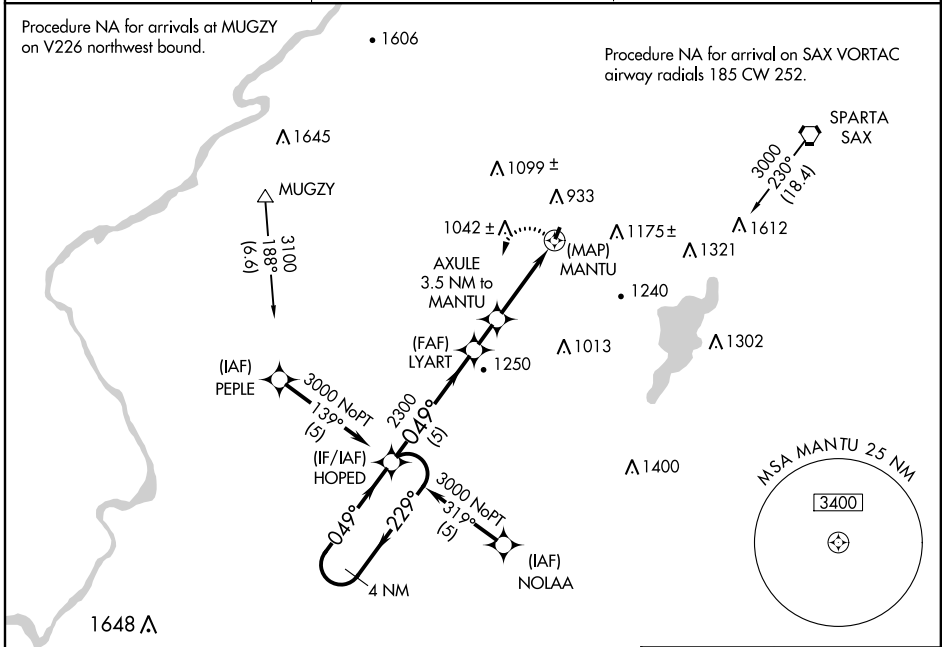 Procedure NA for arrivals at MUGZY
on V226 northwest bound.
1606
Procedure NA for arrival on SAX VORTAC
airway radials 185 CW 252.
SPARTA
SAX
3000
230°
(18.4)
1645
1099 ±
MUGZY
933
1612
1042 ±
1175 ±
1321
(MAP)
MANTU
3100
188°
(6.6)
AXULE
3.5 NM to
MANTU
1240
(FAF)
LYART
1013
1302
1250
(IAF)
PEPLE
3000 NoPT
139°
(5)
2300
049°
(5)
(IF/IAF)
HOPED
1400
MSA MANTU 25 NM
3400
3000 NoPT
319°
(5)
049°
229°
(IAF)
NOLAA
4 NM
1648